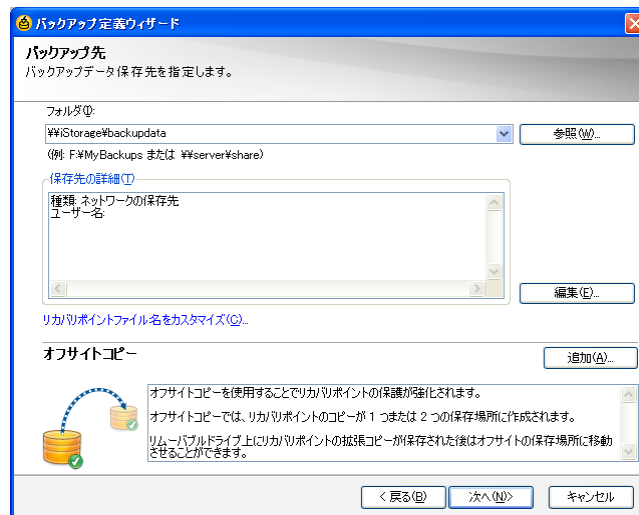 バックアップ定義ウィザード
バックアップ先
バックアップデータ保存先を指定します。
フォルダ(I):
¥¥iStorage¥backupdata
参照(W)...
(例: F:¥MyBackups または ¥¥server¥share)
保存先の詳細(T)
種類: ネットワークの保存先
ユーザー名:
編集(E)...
リカバリポイントファイル名をカスタマイズ(C)...
オフサイトコピー
追加(A)...
オフサイトコピーを使用することでリカバリポイントの保護が強化されます。
オフサイトコピーでは、リカバリポイントのコピーが 1 つまたは 2 つの保存場所に作成されます。
リムーバブルドライブ上にリカバリポイントの拡張コピーが保存された後はオフサイトの保存場所に移動
させることができます。
< 戻る(B)
次へ(N)>
キャンセル